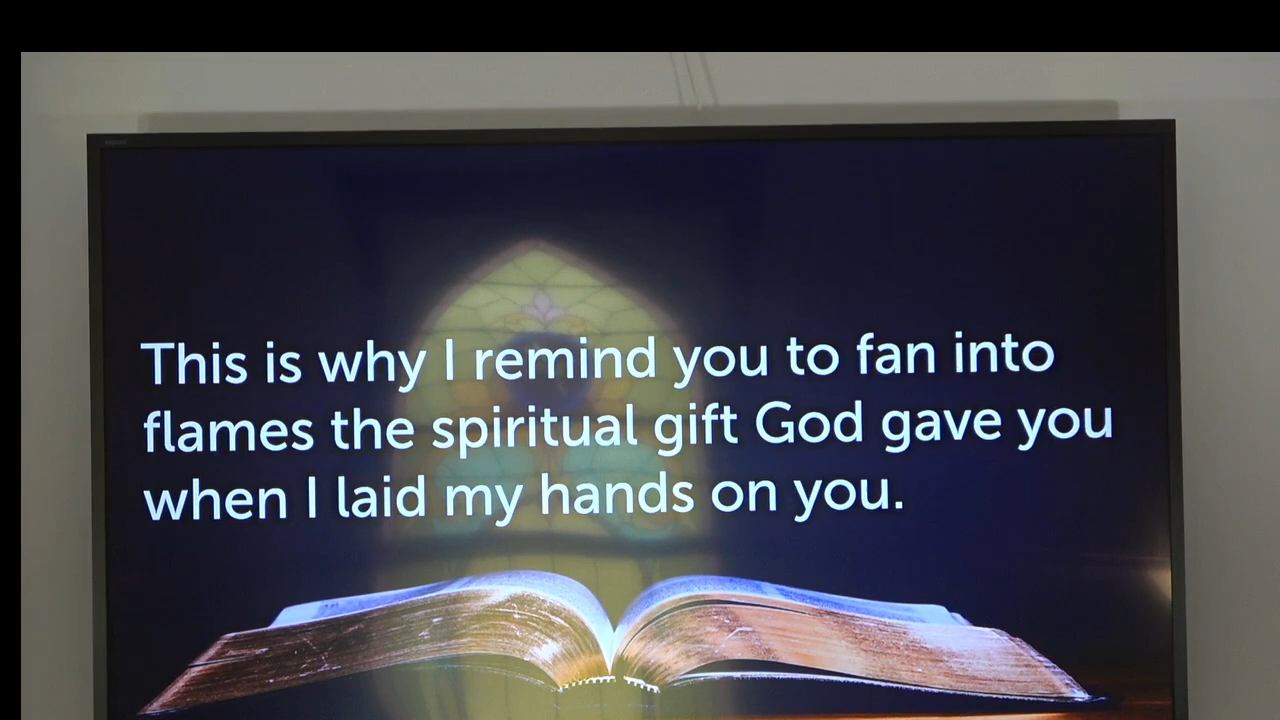 This is why I remind you to fan into
flames the spiritual gift God gave you
when I laid my hands on you.